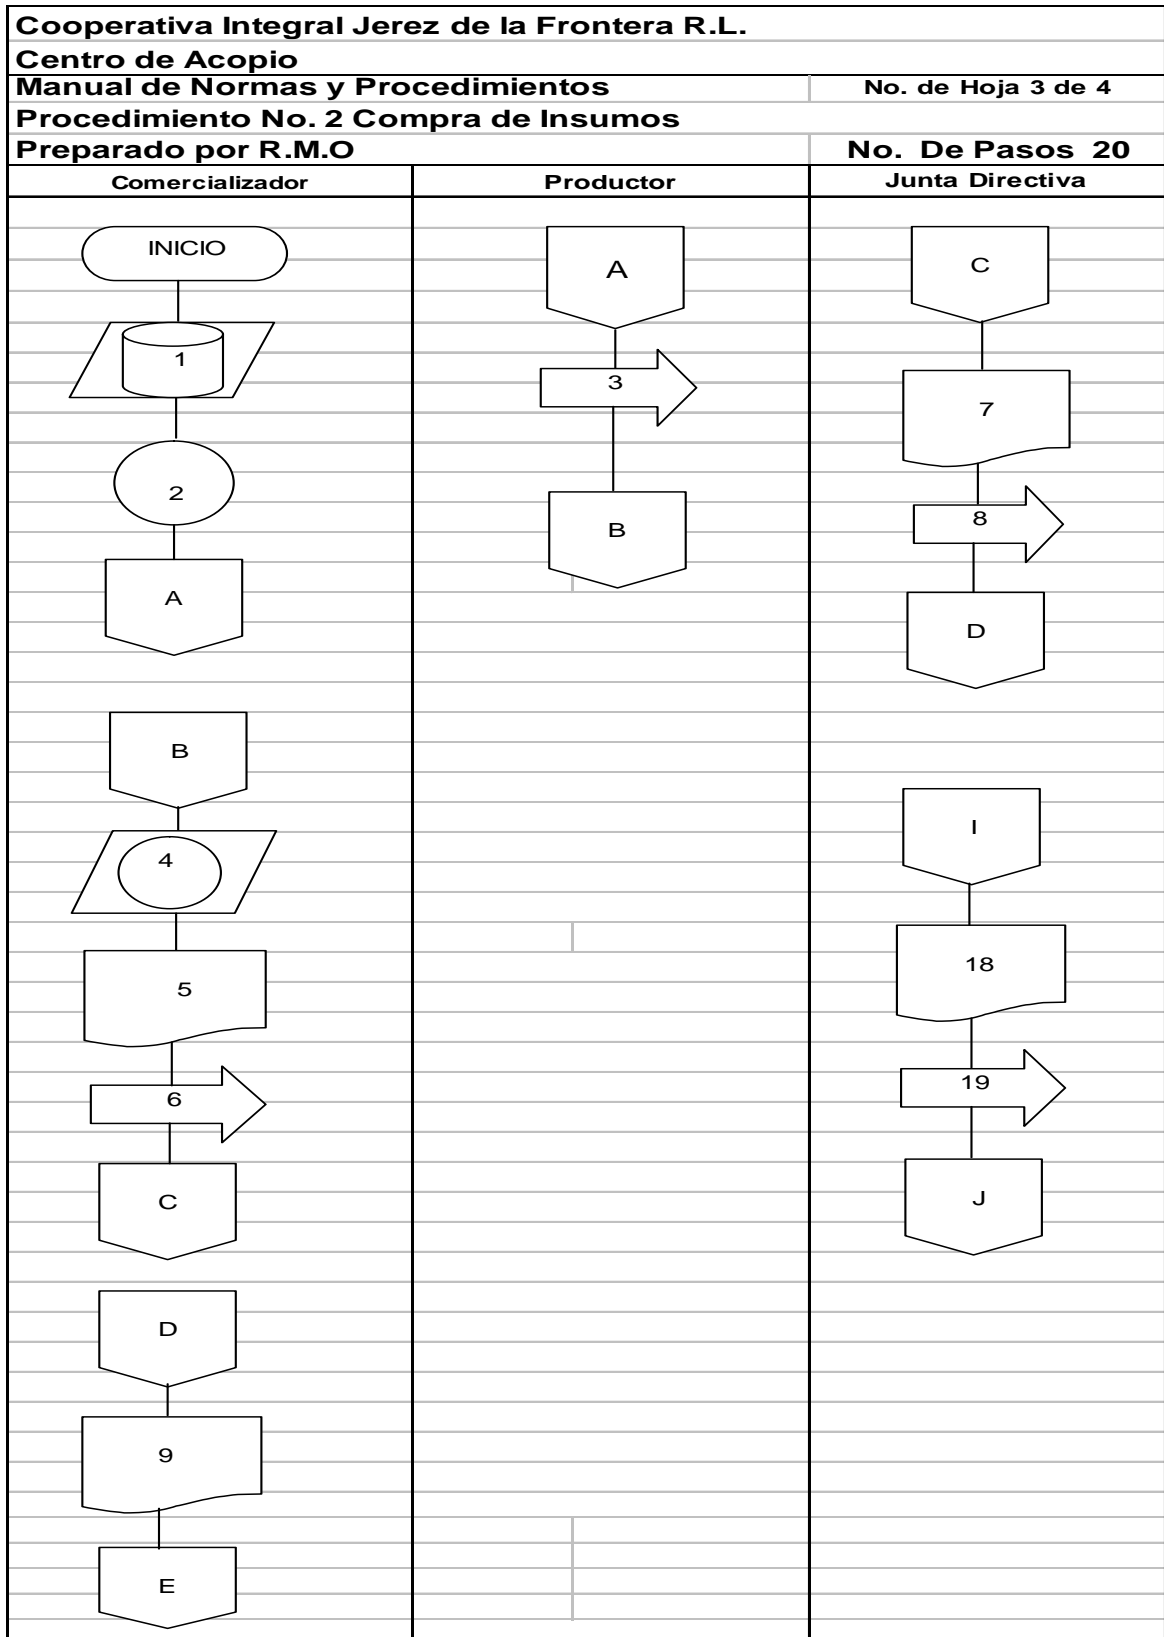 Cooperativa Integral Jerez de la Frontera R.L.
Centro de Acopio
Manual de Normas y Procedimientos No. de Hoja 3 de 4
Procedimiento No. 2 Compra de Insumos
Preparado por R.M.O No. De Pasos 20
Comercializador Productor Junta Directiva
INICIO
1
2
A
B
4
5
6
C
D
9
E
A
3
B
C
7
8
D
I
18
19
J